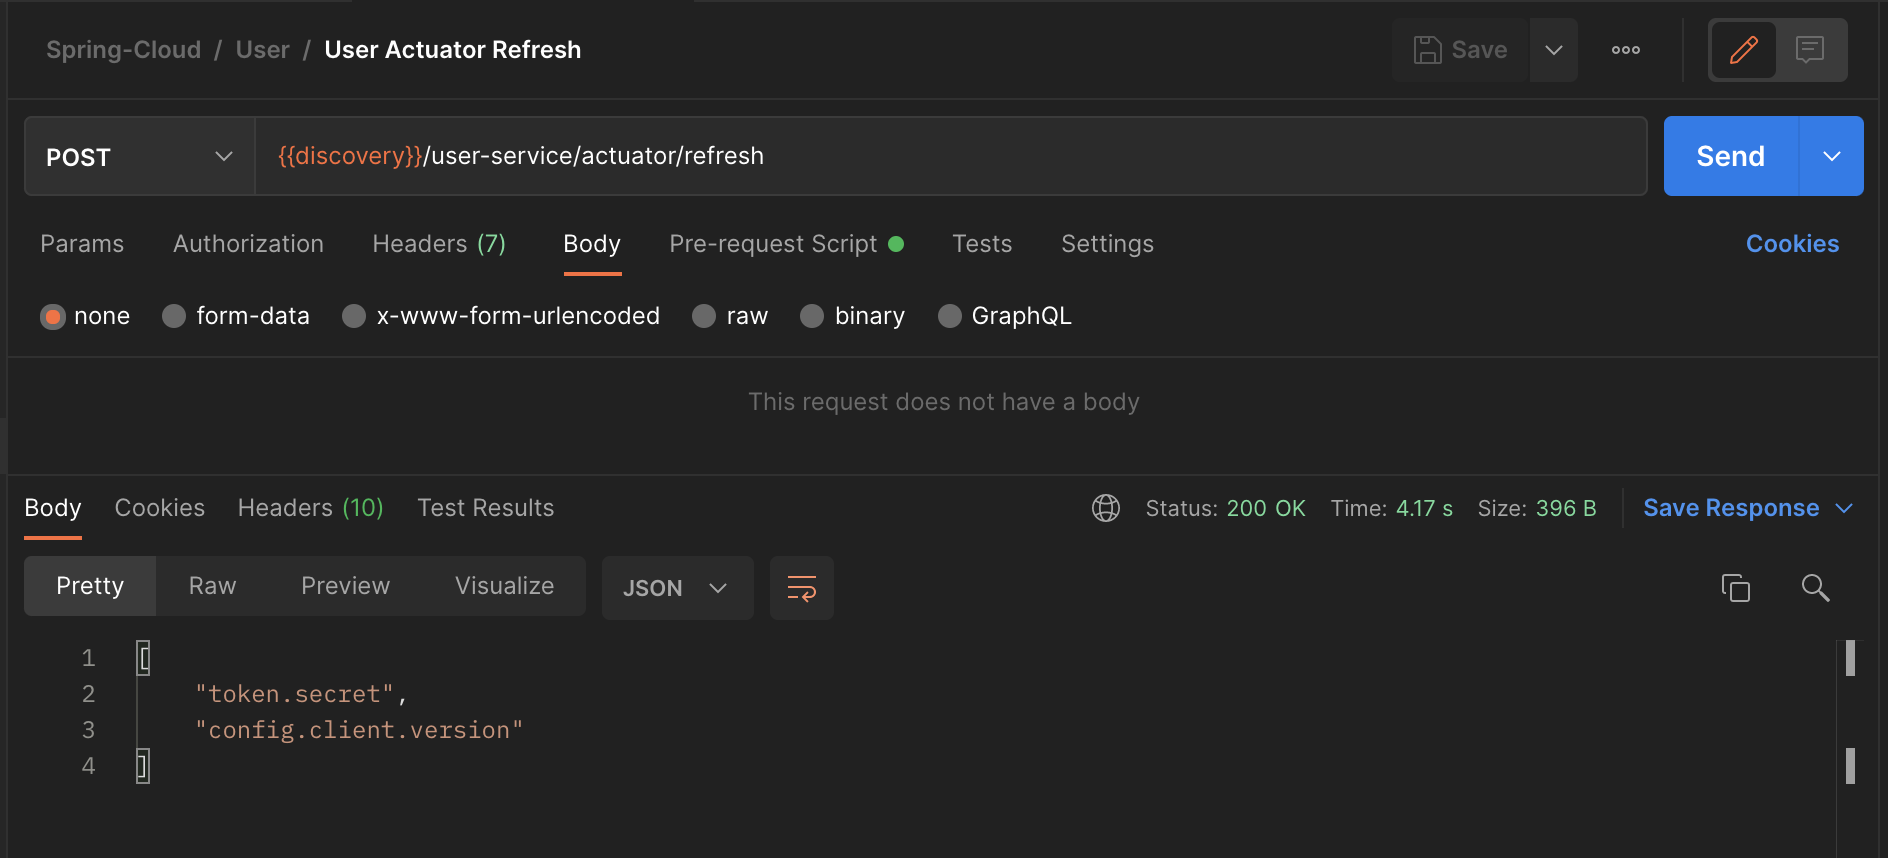 Spring-Cloud / User / User Actuator Refresh
Save
POST
{{discovery}}/user-service/actuator/refresh
Send
Params Authorization Headers (7) Body Pre-request Script Tests Settings Cookies
none form-data x-www-form-urlencoded raw binary GraphQL
This request does not have a body
Body Cookies Headers (10) Test Results Status: 200 OK Time: 4.17 s Size: 396 B Save Response
Pretty Raw Preview Visualize JSON
1 [
2 "token.secret",
3 "config.client.version"
4 ]